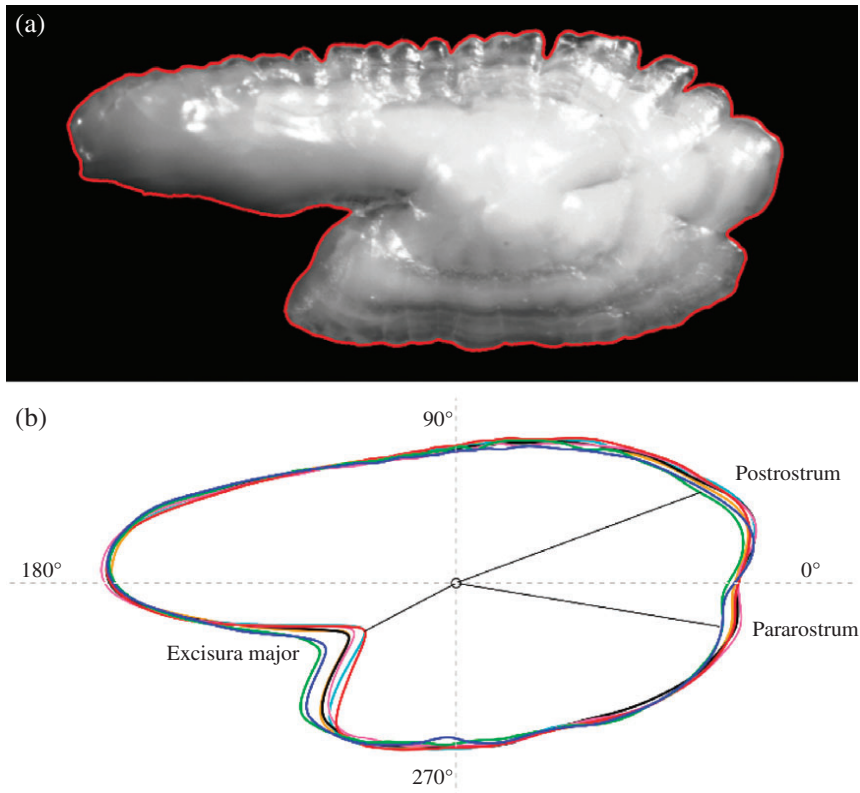 (a)
(b)
90°
Postrostrum
180°
0°
Excisura major
Pararostrum
270°